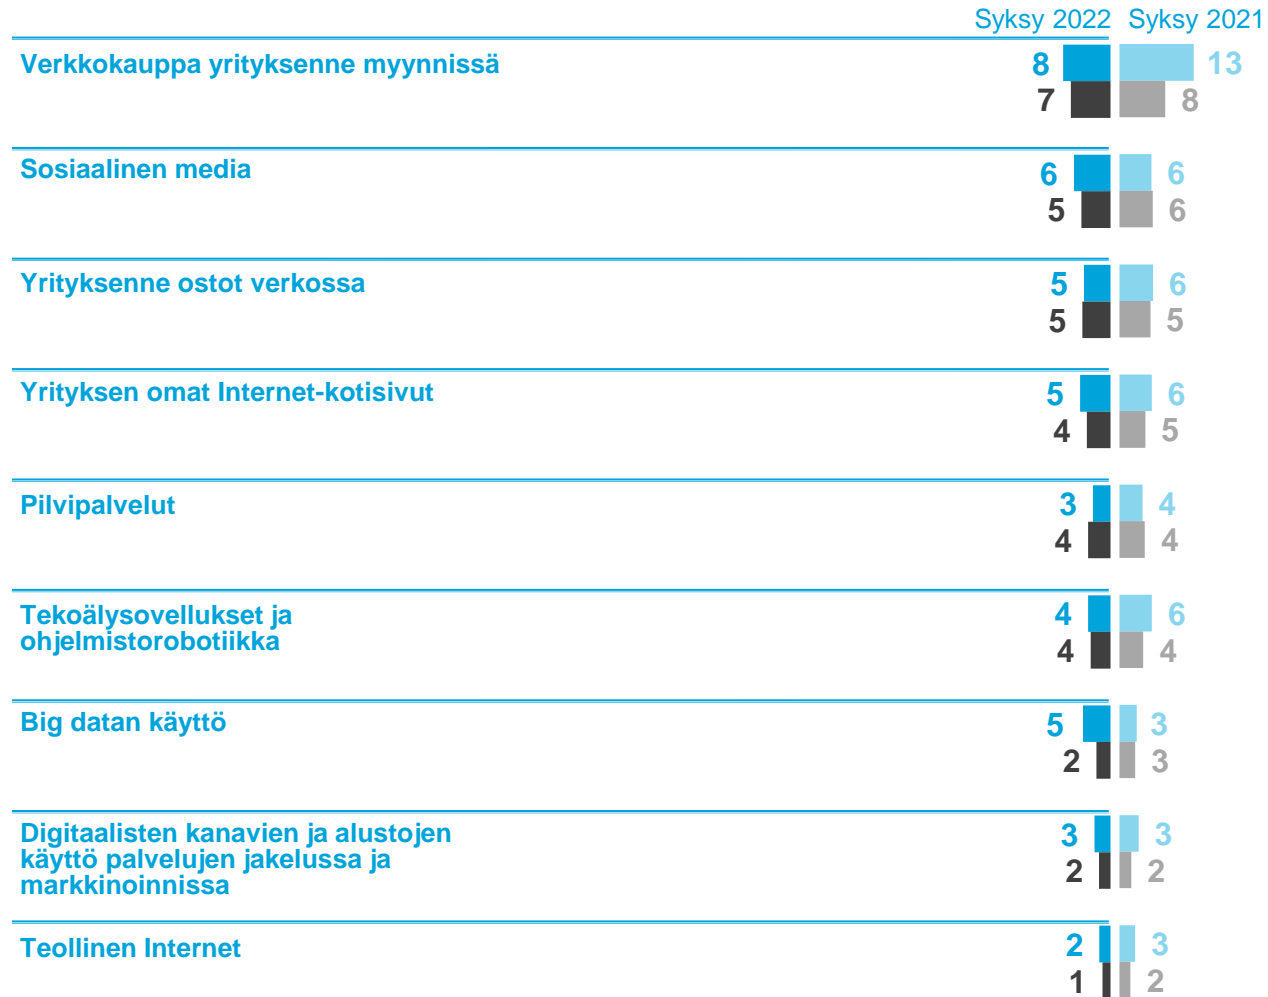 Syksy 2022 Syksy 2021
Verkkokauppa yrityksenne myynnissä 8 13
7 8
Sosiaalinen media 6 6
5 6
Yrityksenne ostot verkossa 5 6
5 5
Yrityksen omat Internet-kotisivut 5 6
4 5
Pilvipalvelut 3 4
4 4
Tekoälysovellukset ja 4 6
ohjelmistorobotiikka 4 4
Big datan käyttö 5 3
2 3
Digitaalisten kanavien ja alustojen 3 3
käyttö palvelujen jakelussa ja
markkinoinnissa 2 2
Teollinen Internet 2 3
1 2